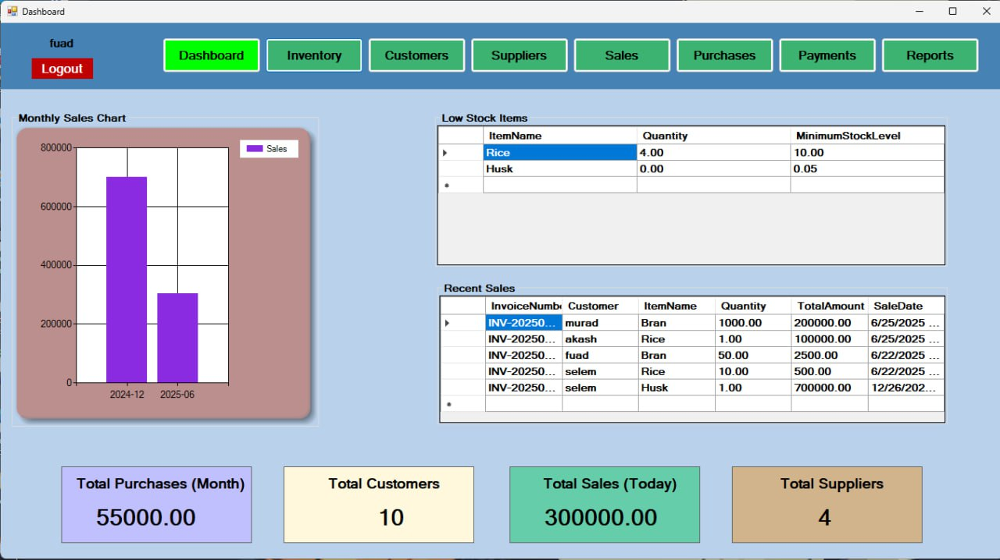 Dashboard
fuad
Logout
Dashboard Inventory Customers Suppliers Sales Purchases Payments Reports
Monthly Sales Chart
800000
600000
400000
200000
0
2024-12 2025-06
Sales
Low Stock Items
ItemName Quantity MinimumStockLevel
Rice 4.00 10.00
Husk 0.00 0.05
Recent Sales
InvoiceNumbe Customer ItemName Quantity TotalAmount SaleDate
INV-20250... murad Bran 1000.00 200000.00 6/25/2025 ...
INV-20250... akash Rice 1.00 100000.00 6/25/2025 ...
INV-20250... fuad Bran 50.00 2500.00 6/22/2025 ...
INV-20250... selem Rice 10.00 500.00 6/22/2025 ...
INV-20250... selem Husk 1.00 700000.00 12/26/202...
Total Purchases (Month)
55000.00
Total Customers
10
Total Sales (Today)
300000.00
Total Suppliers
4